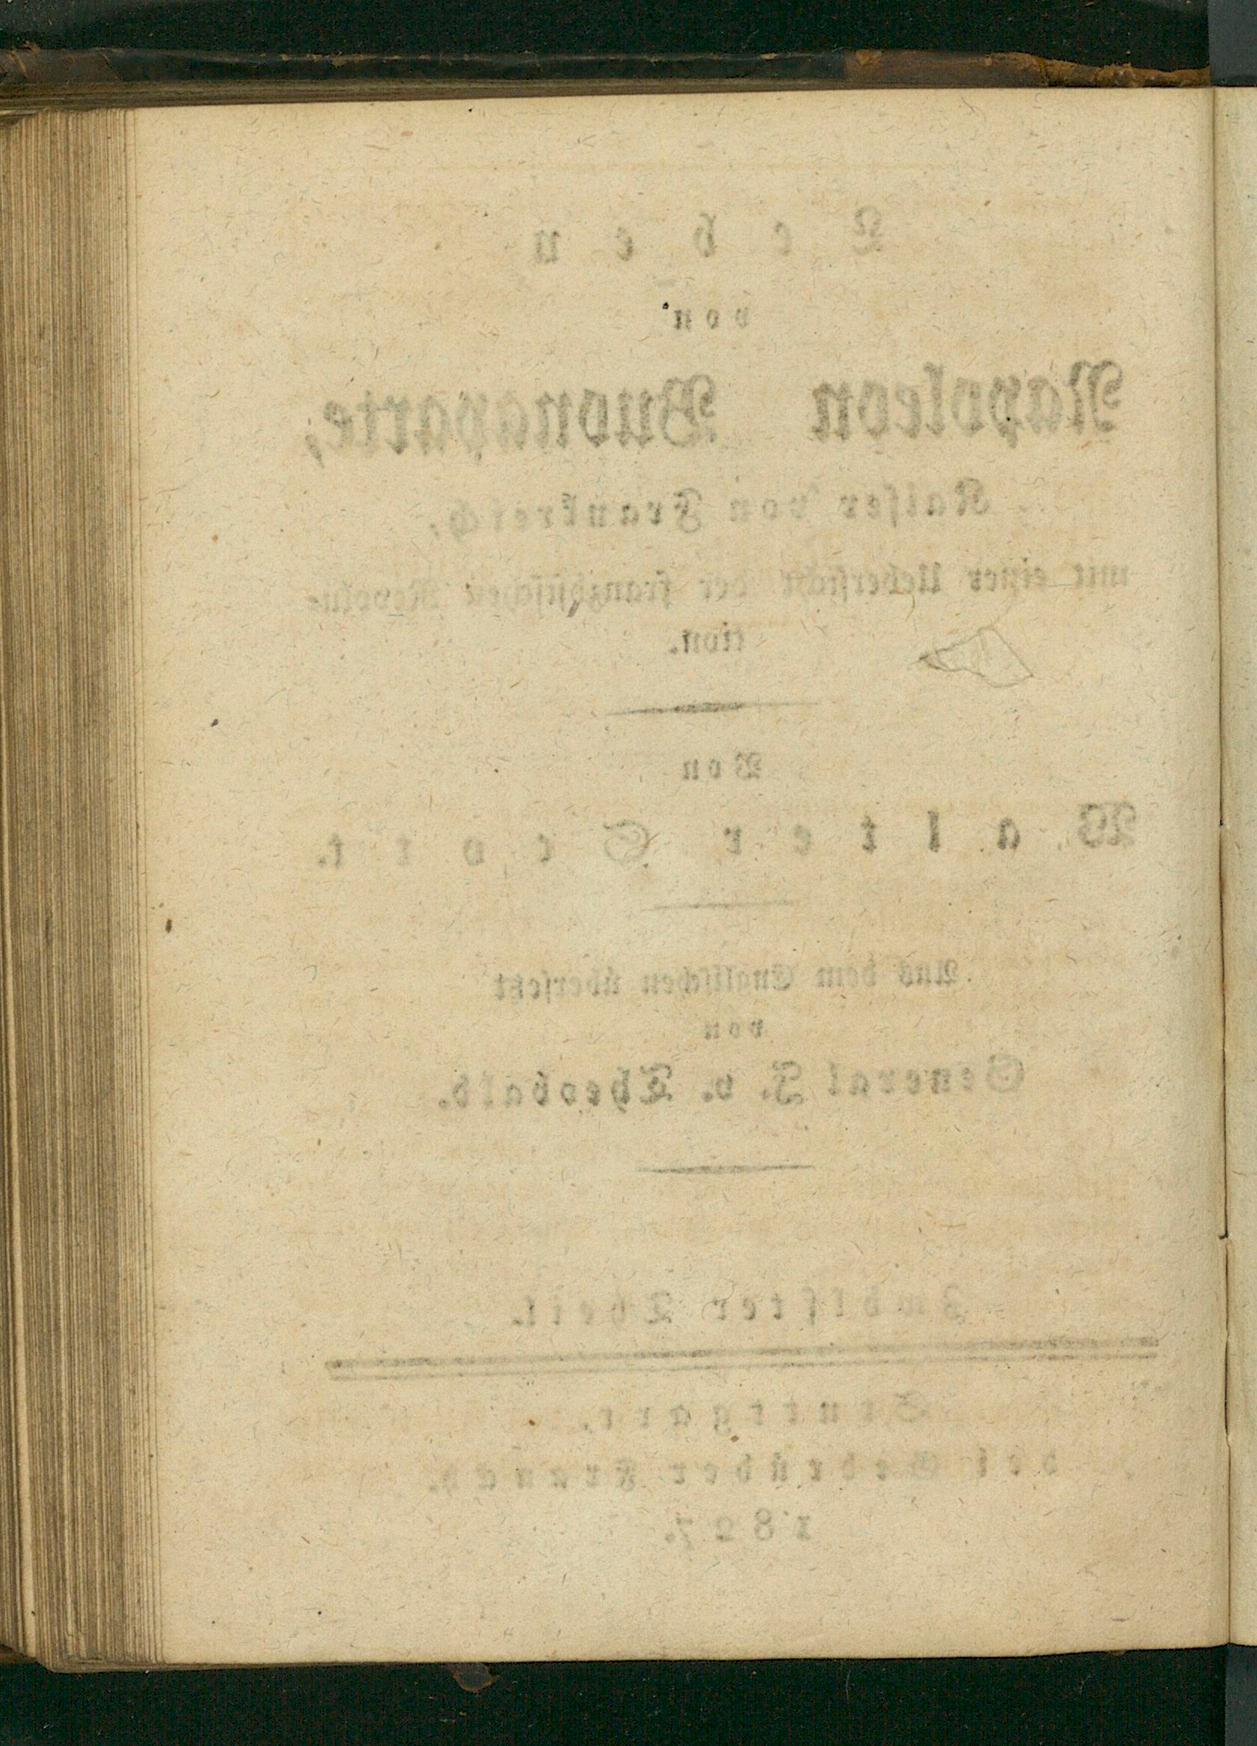 Leben
von
Napoleon Buonaparte,
Kaiser von Frankreich,
mit einer Uebersicht der französischen Revolu-
tion.
Von
Walter Scott.
Aus dem Englischen übersetzt
von
General J. v. Theobald.
Zwölfter Theil.
Stuttgart,
bei Gebrüder Franckh.
1827.